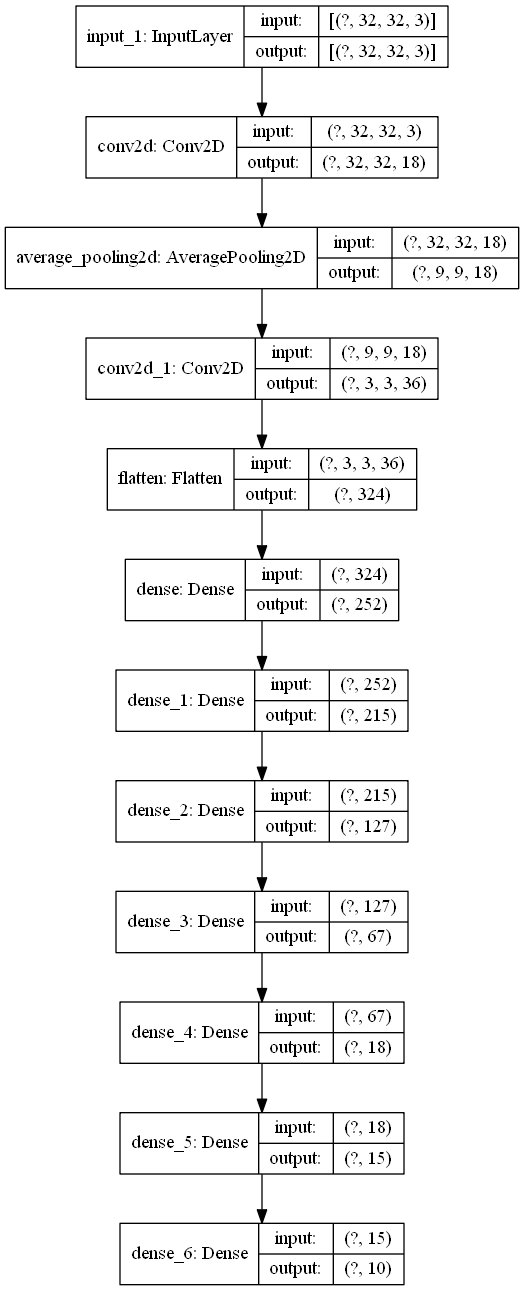 input_1: InputLayer
input: [(?, 32, 32, 3)]
output: [(?, 32, 32, 3)]
conv2d: Conv2D
input: (?, 32, 32, 3)
output: (?, 32, 32, 18)
average_pooling2d: AveragePooling2D
input: (?, 32, 32, 18)
output: (?, 9, 9, 18)
conv2d_1: Conv2D
input: (?, 9, 9, 18)
output: (?, 3, 3, 36)
flatten: Flatten
input: (?, 3, 3, 36)
output: (?, 324)
dense: Dense
input: (?, 324)
output: (?, 252)
dense_1: Dense
input: (?, 252)
output: (?, 215)
dense_2: Dense
input: (?, 215)
output: (?, 127)
dense_3: Dense
input: (?, 127)
output: (?, 67)
dense_4: Dense
input: (?, 67)
output: (?, 18)
dense_5: Dense
input: (?, 18)
output: (?, 15)
dense_6: Dense
input: (?, 15)
output: (?, 10)